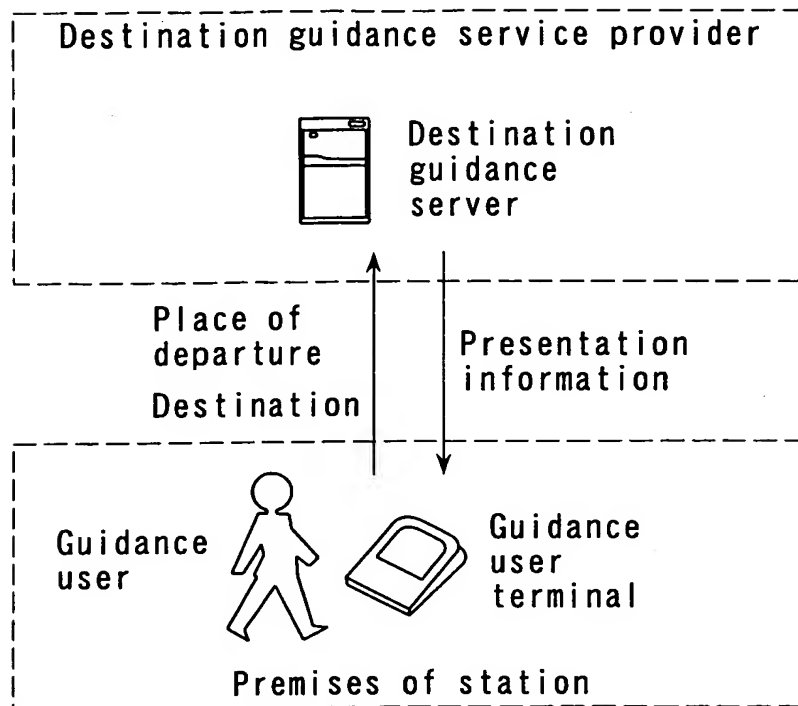 Destination guidance service provider
Destination
guidance
server
Place of
departure
Destination
Presentation
information
Guidance
user
Guidance
user
terminal
Premises of station